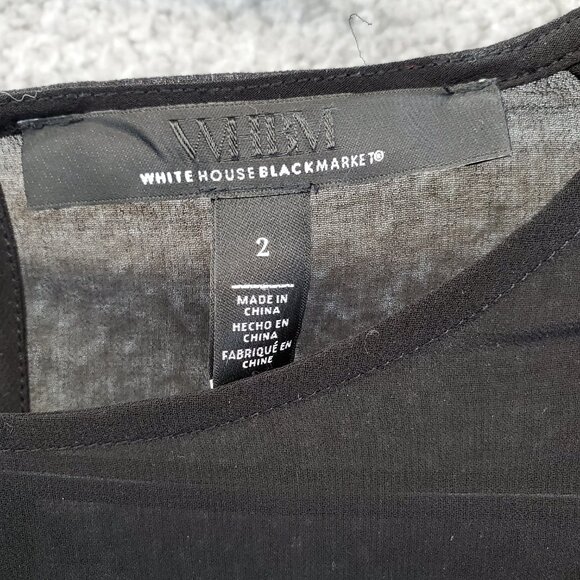 WHBM
WHITE HOUSE BLACK MARKET®
2
MADE IN
CHINA
HECHO EN
CHINA
FABRIQUÉ EN
CHINE